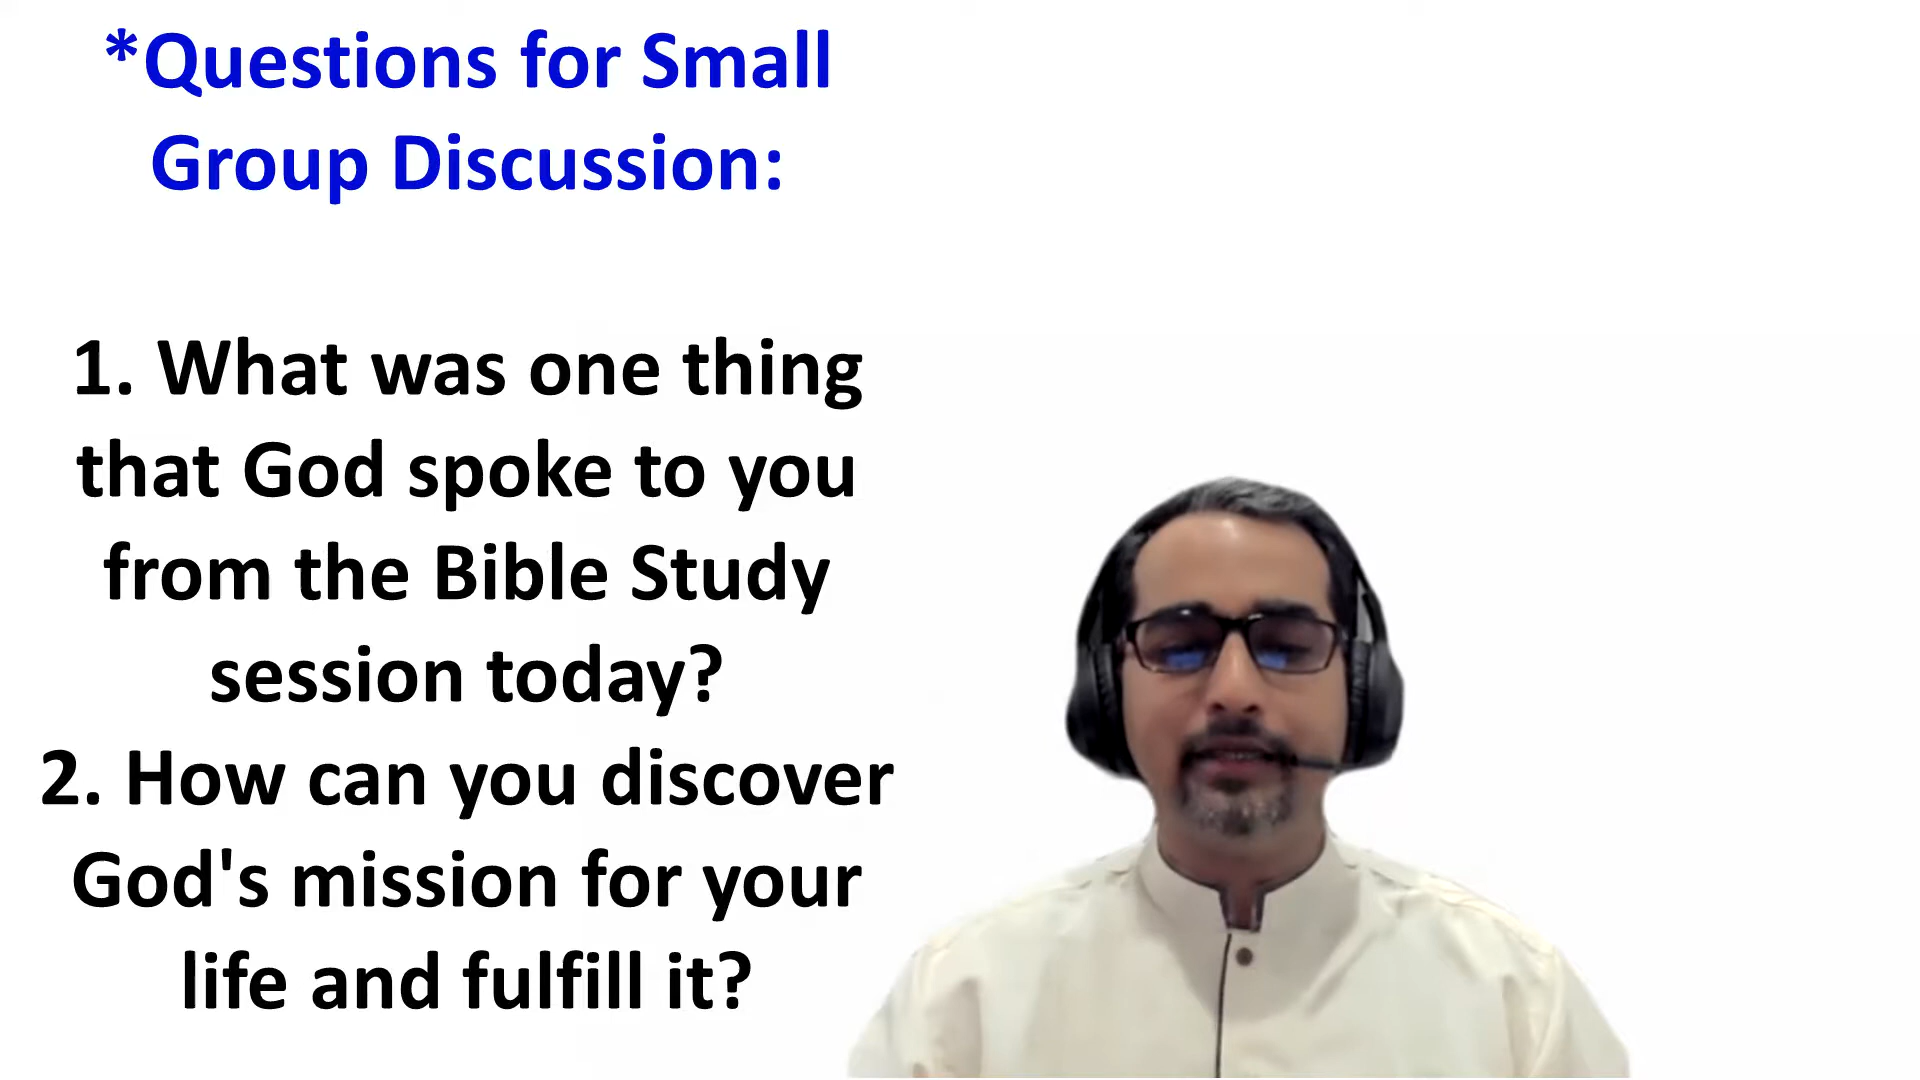 *Questions for Small
Group Discussion:
1. What was one thing
that God spoke to you
from the Bible Study
session today?
2. How can you discover
God's mission for your
life and fulfill it?